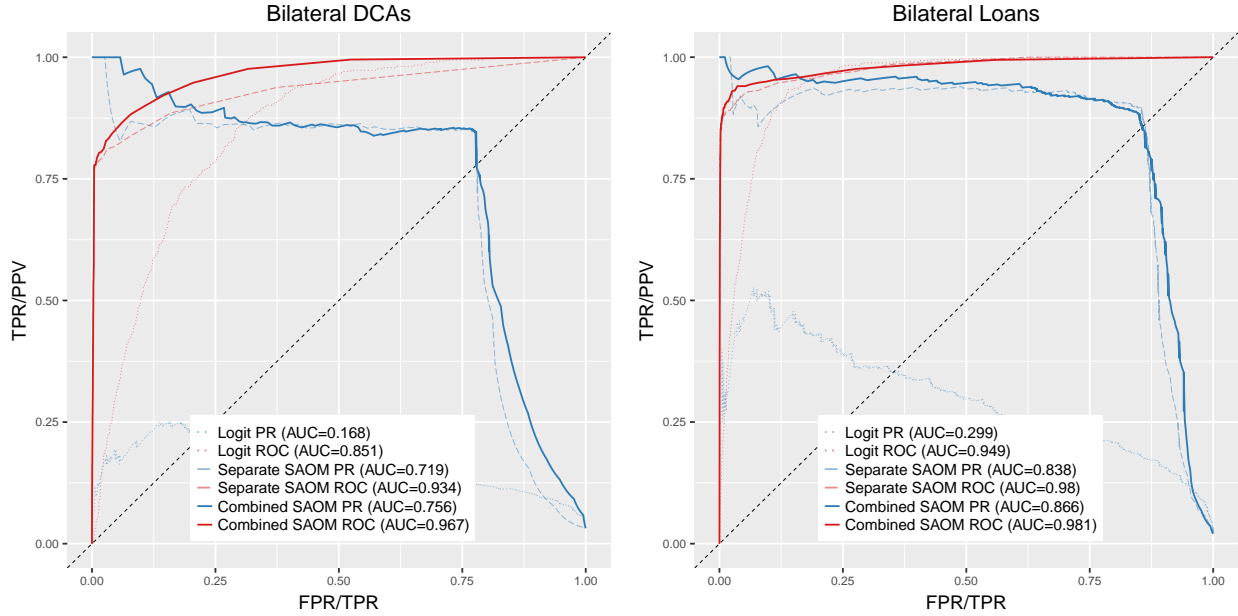 Bilateral DCAs
1.00
0.75
0.50
0.25
0.00
TPR/PPV
Logit PR (AUC=0.168)
Logit ROC (AUC=0.851)
Separate SAOM PR (AUC=0.719)
Separate SAOM ROC (AUC=0.934)
Combined SAOM PR (AUC=0.756)
Combined SAOM ROC (AUC=0.967)
0.00 0.25 0.50 0.75 1.00
FPR/TPR
Bilateral Loans
1.00
0.75
0.50
0.25
0.00
TPR/PPV
Logit PR (AUC=0.299)
Logit ROC (AUC=0.949)
Separate SAOM PR (AUC=0.838)
Separate SAOM ROC (AUC=0.98)
Combined SAOM PR (AUC=0.866)
Combined SAOM ROC (AUC=0.981)
0.00 0.25 0.50 0.75 1.00
FPR/TPR